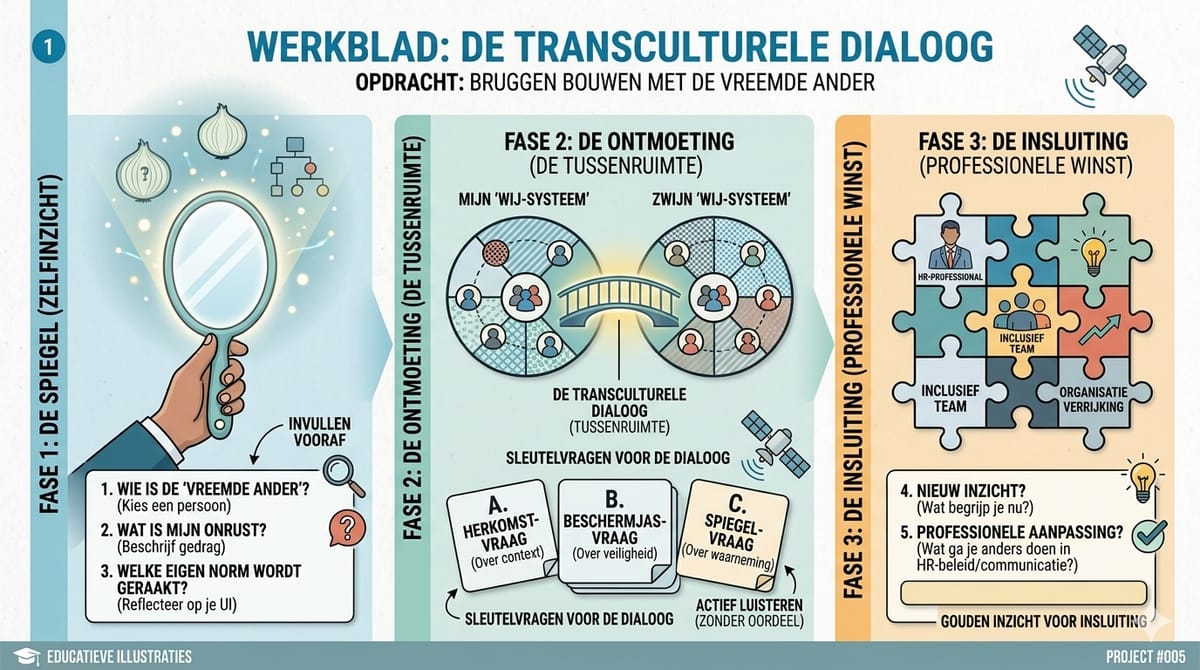 1
WERKBLAD: DE TRANSCULTURELE DIALOOG
OPDRACHT: BRUGGEN BOUWEN MET DE VREEMDE ANDER
FASE 1: DE SPIEGEL (ZELFINZICHT)
?
INVULLEN
VOORAF
1. WIE IS DE 'VREEMDE ANDER'?
(Kies een persoon)
2. WAT IS MIJN ONRUST?
(Beschrijf gedrag)
3. WELKE EIGEN NORM WORDT
GERAAKT?
(Reflecteer op je UI)
?
FASE 2: DE ONTMOETING (DE TUSSENRUIMTE)
FASE 2: DE ONTMOETING
(DE TUSSENRUIMTE)
MIJN 'WIJ-SYSTEEM'
ZWIJN 'WIJ-SYSTEEM'
DE TRANSCULTURELE
DIALOOG
(TUSSENRUIMTE)
SLEUTELVRAGEN VOOR DE DIALOOG
A.
HERKOMST-
VRAAG
(Over context)
B.
BESCHERMJAS-
VRAAG
(Over veiligheid)
C.
SPIEGEL-
VRAAG
(Over waarneming)
SLEUTELVRAGEN VOOR DE DIALOOG
ACTIEF LUISTEREN
(ZONDER OORDEEL)
FASE 3: DE INSLUITING (PROFESSIONELE WINST)
FASE 3: DE INSLUITING
(PROFESSIONELE WINST)
HR-PROFESSIONAL
INCLUSIEF
TEAM
INCLUSIEF
TEAM
ORGANISATIE
VERRIJKING
4. NIEUW INZICHT?
(Wat begrijp je nu?)
5. PROFESSIONELE AANPASSING?
(Wat ga je anders doen in
HR-beleid/communicatie?)
GOUDEN INZICHT VOOR INSLUITING
EDUCATIEVE ILLUSTRATIES
PROJECT #005